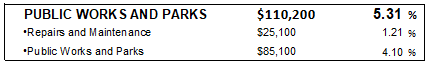 PUBLIC WORKS AND PARKS $110,200 5.31 %
•Repairs and Maintenance $25,100 1.21 %
•Public Works and Parks $85,100 4.10 %